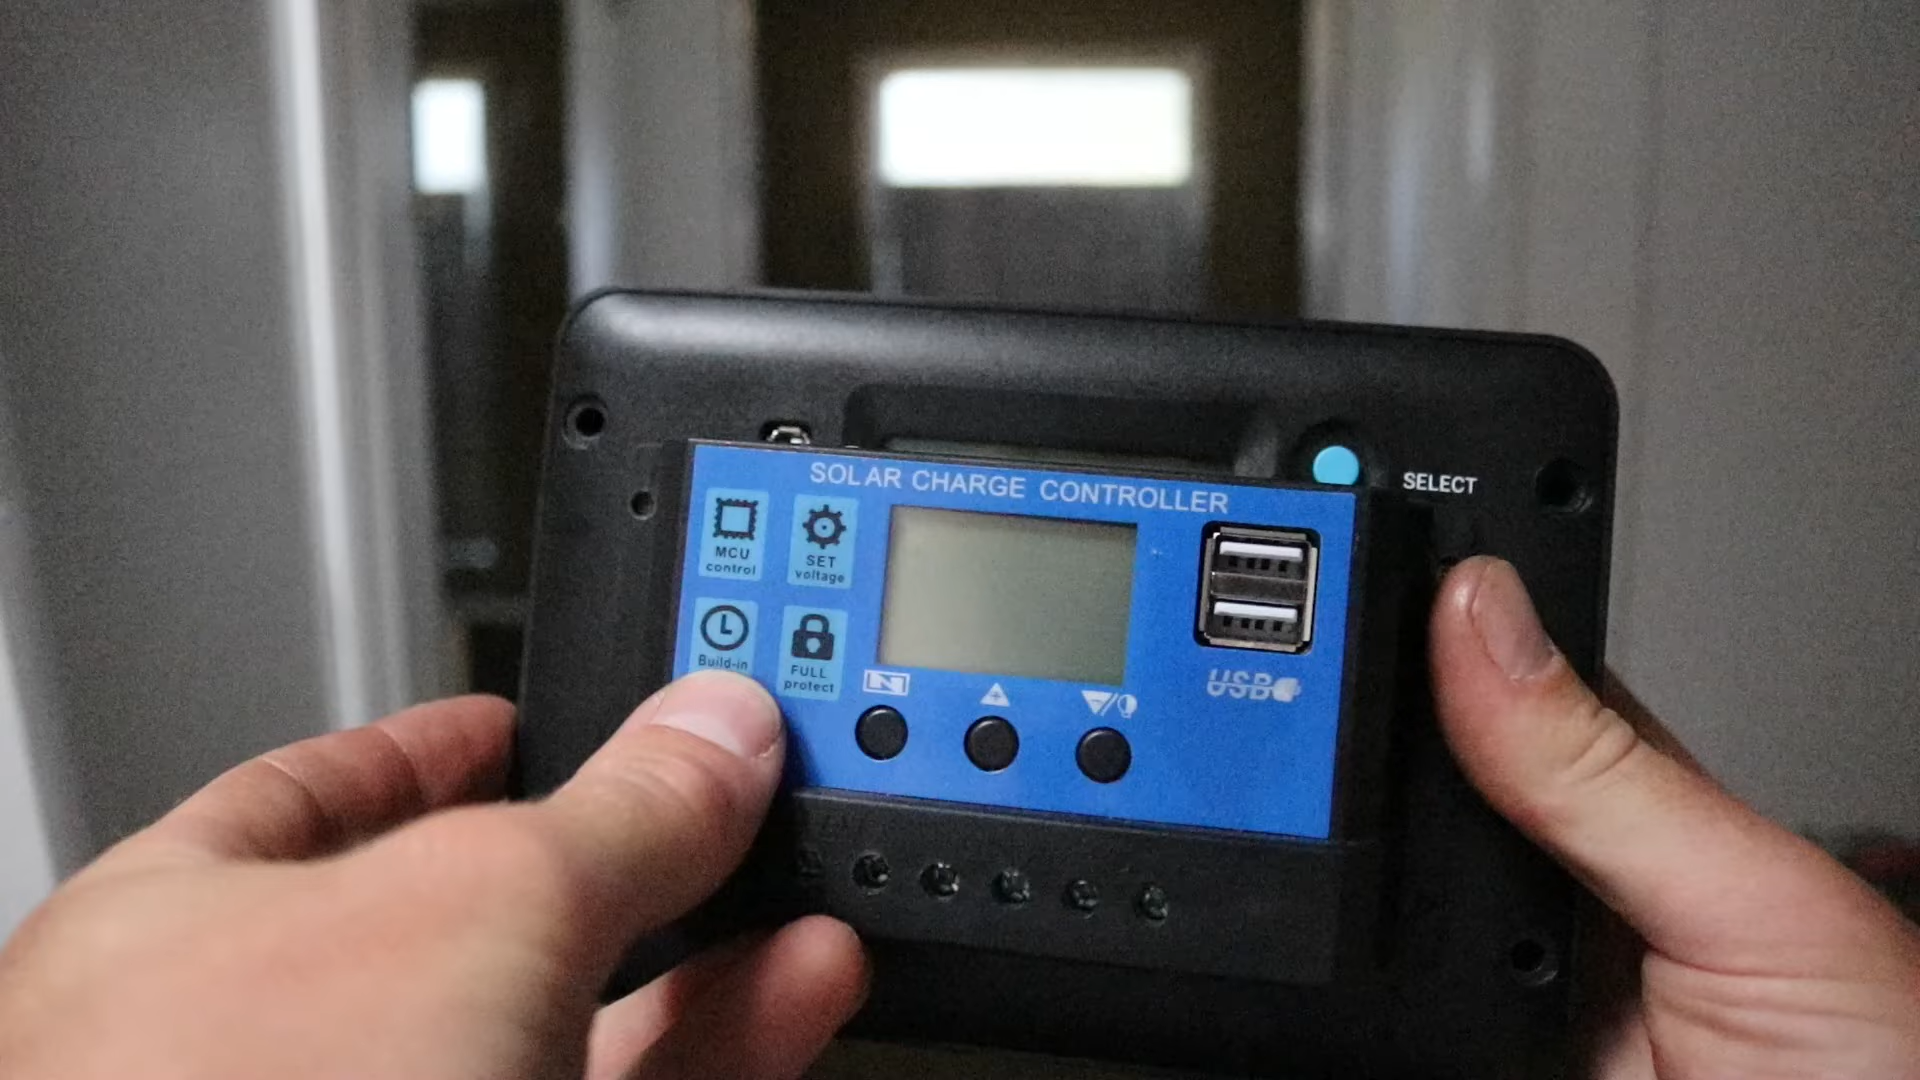 SOLAR CHARGE CONTROLLER
SELECT
MCU
control
SET
voltage
Build-in
FULL
protect
USB